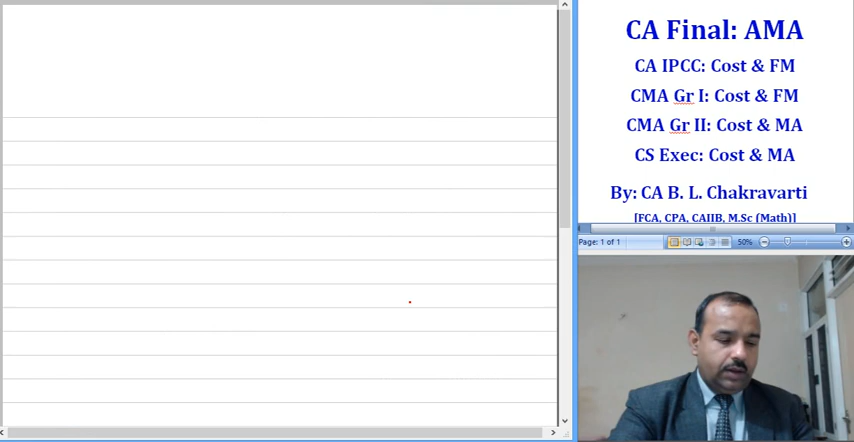 CA Final: AMA
CA IPCC: Cost & FM
CMA Gr I: Cost & FM
CMA Gr II: Cost & MA
CS Exec: Cost & MA
By: CA B. L. Chakravarti
[FCA, CPA, CAIIB, M.Sc (Math)]
Page: 1 of 1
50%